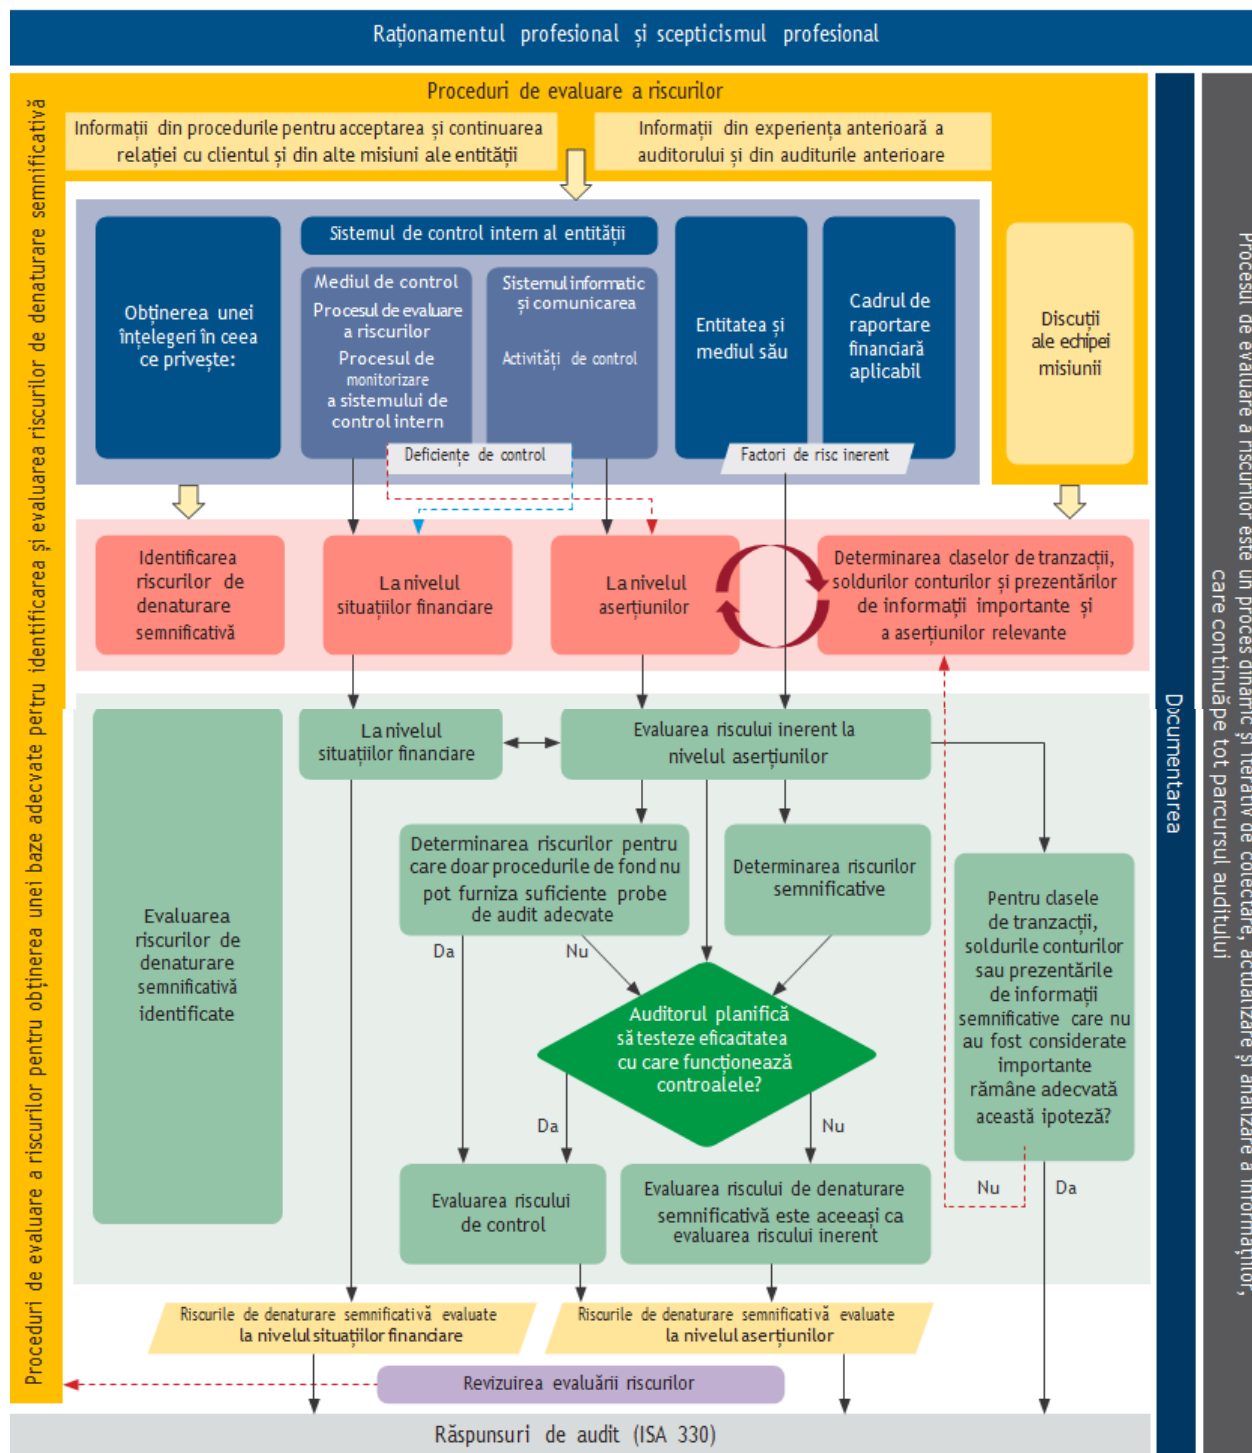 Raționamentul profesional și scepticismul profesional
Proceduri de evaluare a riscurilor pentru obținerea unei baze adecvate pertru identificarea și evaluarea riscurilor de denaturare semnificativă
Proceduri de evaluare a riscurilor
Informații din procedurile pentru acceptarea și continuarea
relației cu clientul și din alte misiuni ale entității
Informații din experiența anterioară a
auditorului și din auditurile anterioare
Obținerea unei
înțelegeri în ceea
ce privește:
Sistemul de control intern al entității
Mediul de control
Procesul de evaluare
a riscurilor
Procesul de
monitorizare
a sistemului de
control intern
Sistemul informatic
și comunicarea
Activități de control
Entitatea și
mediul său
Cadrul de
raportare
financiară
aplicabil
Discuții
ale echipei
misiunii
Deficiențe de control
Factori de risc inerent
Identificarea
riscurilor de
denaturare
semnificativă
La nivelul
situațiilor financiare
La nivelul
aserțiunilor
Determinarea claselor de tranzacții,
soldurilor conturilor și prezentărilor
de informații importante și
a aserțiunilor relevante
Evaluarea
riscurilor de
denaturare
semnificativă
identificate
La nivelul
situațiilor financiare
Evaluarea riscului inerent la
nivelul aserțiunilor
Determinarea riscurilor pentru
care doar procedurile de fond nu
pot furniza suficiente probe
de audit adecvate
Determinarea riscurilor
semnificative
Pentru clasele
de tranzacții,
soldurile conturilor
sau prezentările
de informații
semnificative care nu
au fost considerate
importante
rămâne adecvată
această ipoteză?
Da
Nu
Auditorul planifică
să testeze eficacitatea
cu care funcționează
controalele?
Da
Nu
Nu
Da
Evaluarea riscului
de control
Evaluarea riscului de denaturare
semnificativă este aceeași ca
evaluarea riscului inerent
Riscurile de denaturare semnificativă evaluate
la nivelul situațiilor financiare
Riscurile de denaturare semnificativă evaluate
la nivelul aserțiunilor
Revizuirea evaluării riscurilor
Răspunsuri de audit (ISA 330)
Documentarea
Procesul de evaluare a riscurilor este un proces dinamic și iterativ de colectare, actualizare și analizare a informațiilor,
care continuă pe tot parcursul auditului